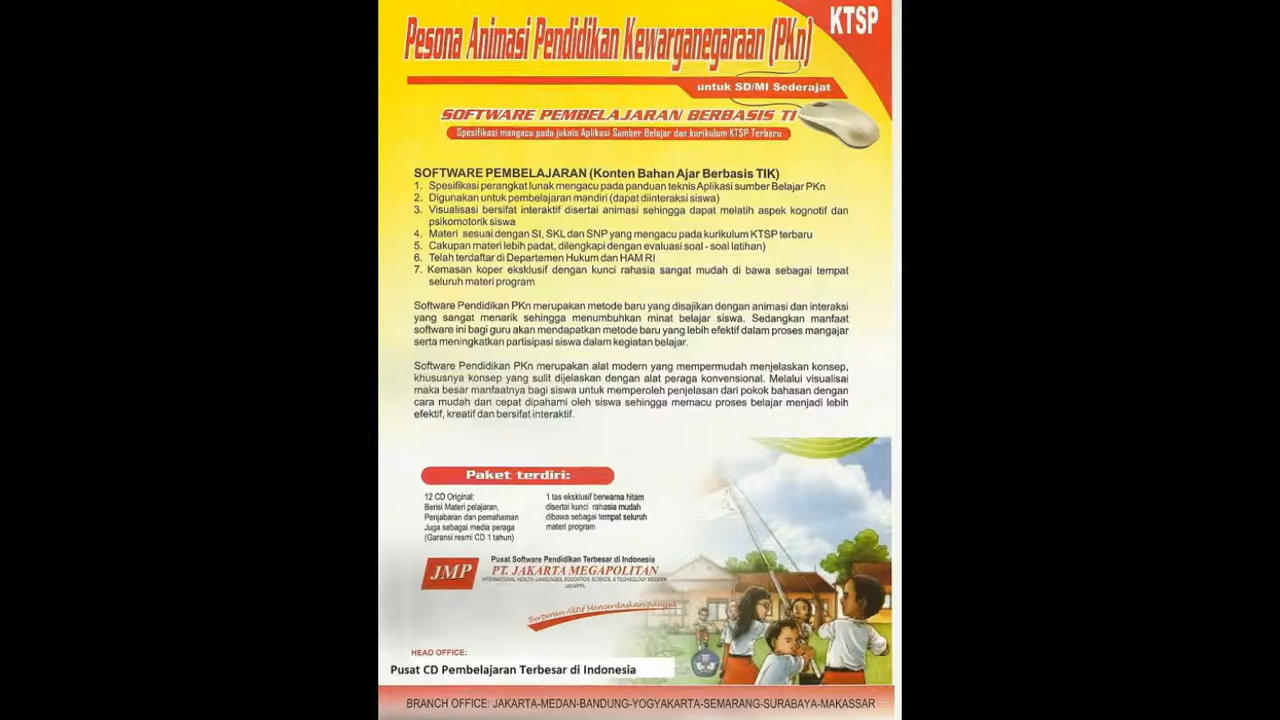 KTSP
Pesona Animasi Pendidikan Kewarganegaraan (PKn)
untuk SD/MI Sederajat
SOFTWARE PEMBELAJARAN BERBASIS TI
Spesifikasi mengacu pada juknis Aplikasi Sumber Belajar dan kurikulum KTSP Terbaru
SOFTWARE PEMBELAJARAN (Konten Bahan Ajar Berbasis TIK)
1. Spesifikasi perangkat lunak mengacu pada panduan teknis Aplikasi sumber Belajar PKn
2. Digunakan untuk pembelajaran mandiri (dapat diinteraksi siswa)
3. Visualisasi bersifat interaktif disertai animasi sehingga dapat melatih aspek kognotif dan
psikomotorik siswa
4. Materi sesuai dengan SI, SKL dan SNP yang mengacu pada kurikulum KTSP terbaru
5. Cakupan materi lebih padat, dilengkapi dengan evaluasi soal - soal latihan)
6. Telah terdaftar di Departemen Hukum dan HAM RI
7. Kemasan koper eksklusif dengan kunci rahasia sangat mudah di bawa sebagai tempat
seluruh materi program
Software Pendidikan PKn merupakan metode baru yang disajikan dengan animasi dan interaksi
yang sangat menarik sehingga menumbuhkan minat belajar siswa. Sedangkan manfaat
software ini bagi guru akan mendapatkan metode baru yang lebih efektif dalam proses mangajar
serta meningkatkan partisipasi siswa dalam kegiatan belajar.
Software Pendidikan PKn merupakan alat modern yang mempermudah menjelaskan konsep,
khususnya konsep yang sulit dijelaskan dengan alat peraga konvensional. Melalui visualisai
maka besar manfaatnya bagi siswa untuk memperoleh penjelasan dari pokok bahasan dengan
cara mudah dan cepat dipahami oleh siswa sehingga memacu proses belajar menjadi lebih
efektif, kreatif dan bersifat interaktif.
Paket terdiri:
12 CD Original:
Berisi Materi pelajaran,
Penjabaran dan pemahaman
Juga sebagai media peraga
(Garansi resmi CD 1 tahun)
1 tas eksklusif berwarna hitam
disertai kunci rahasia mudah
dibawa sebagai tempat seluruh
materi program
JMP
Pusat Software Pendidikan Terbesar di Indonesia
PT. JAKARTA MEGAPOLITAN
INTERNATIONAL HEALTH, LANGUAGES, EDUCATION, SCIENCE, & TECHNOLOGY MODERN
JAKARTA
Berperan Aktif Mencerdaskan Bangsa
HEAD OFFICE:
Pusat CD Pembelajaran Terbesar di Indonesia
BRANCH OFFICE: JAKARTA-MEDAN-BANDUNG-YOGYAKARTA-SEMARANG-SURABAYA-MAKASSAR